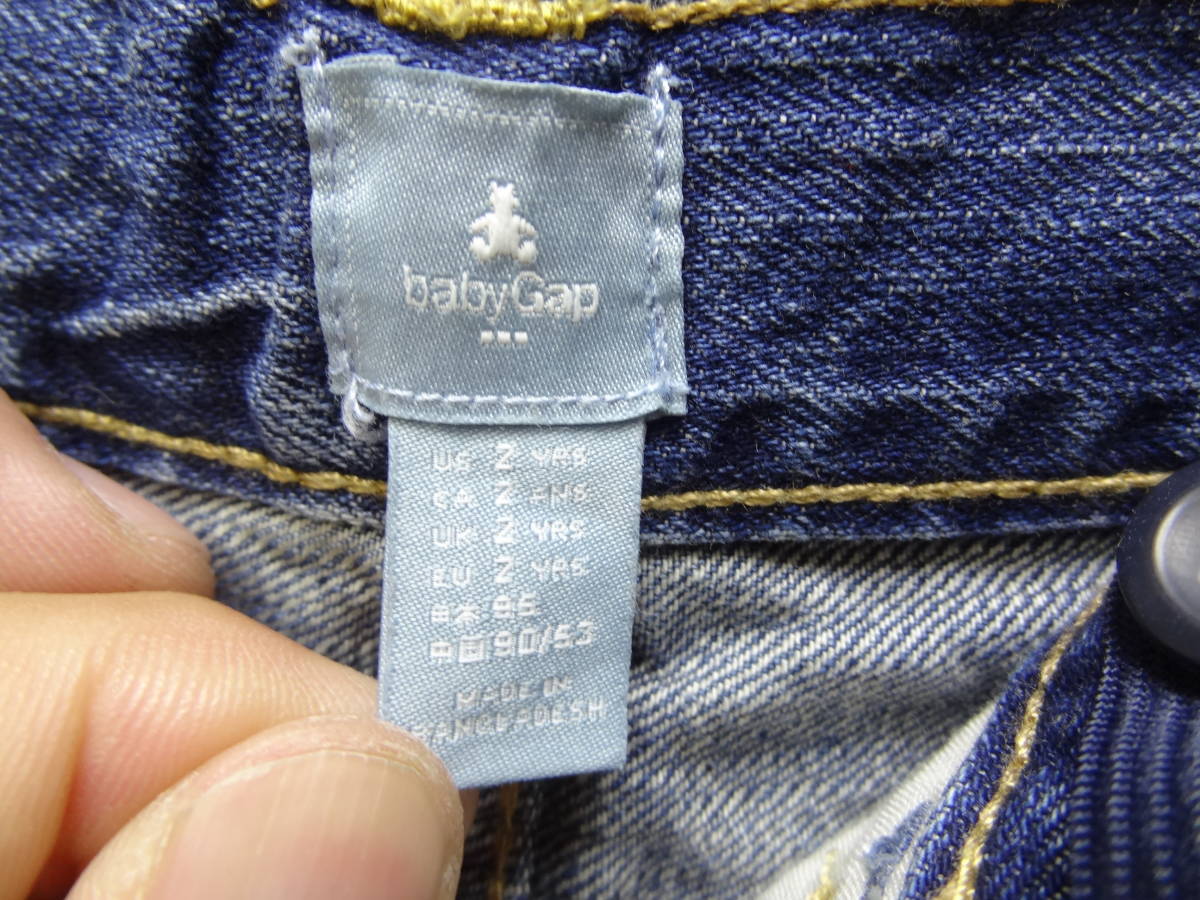 babyGap
US 2 YRS
CA 2 ANS
UK 2 YRS
EU 2 YRS
日本 95
中国 90/53
MADE IN
BANGLADESH